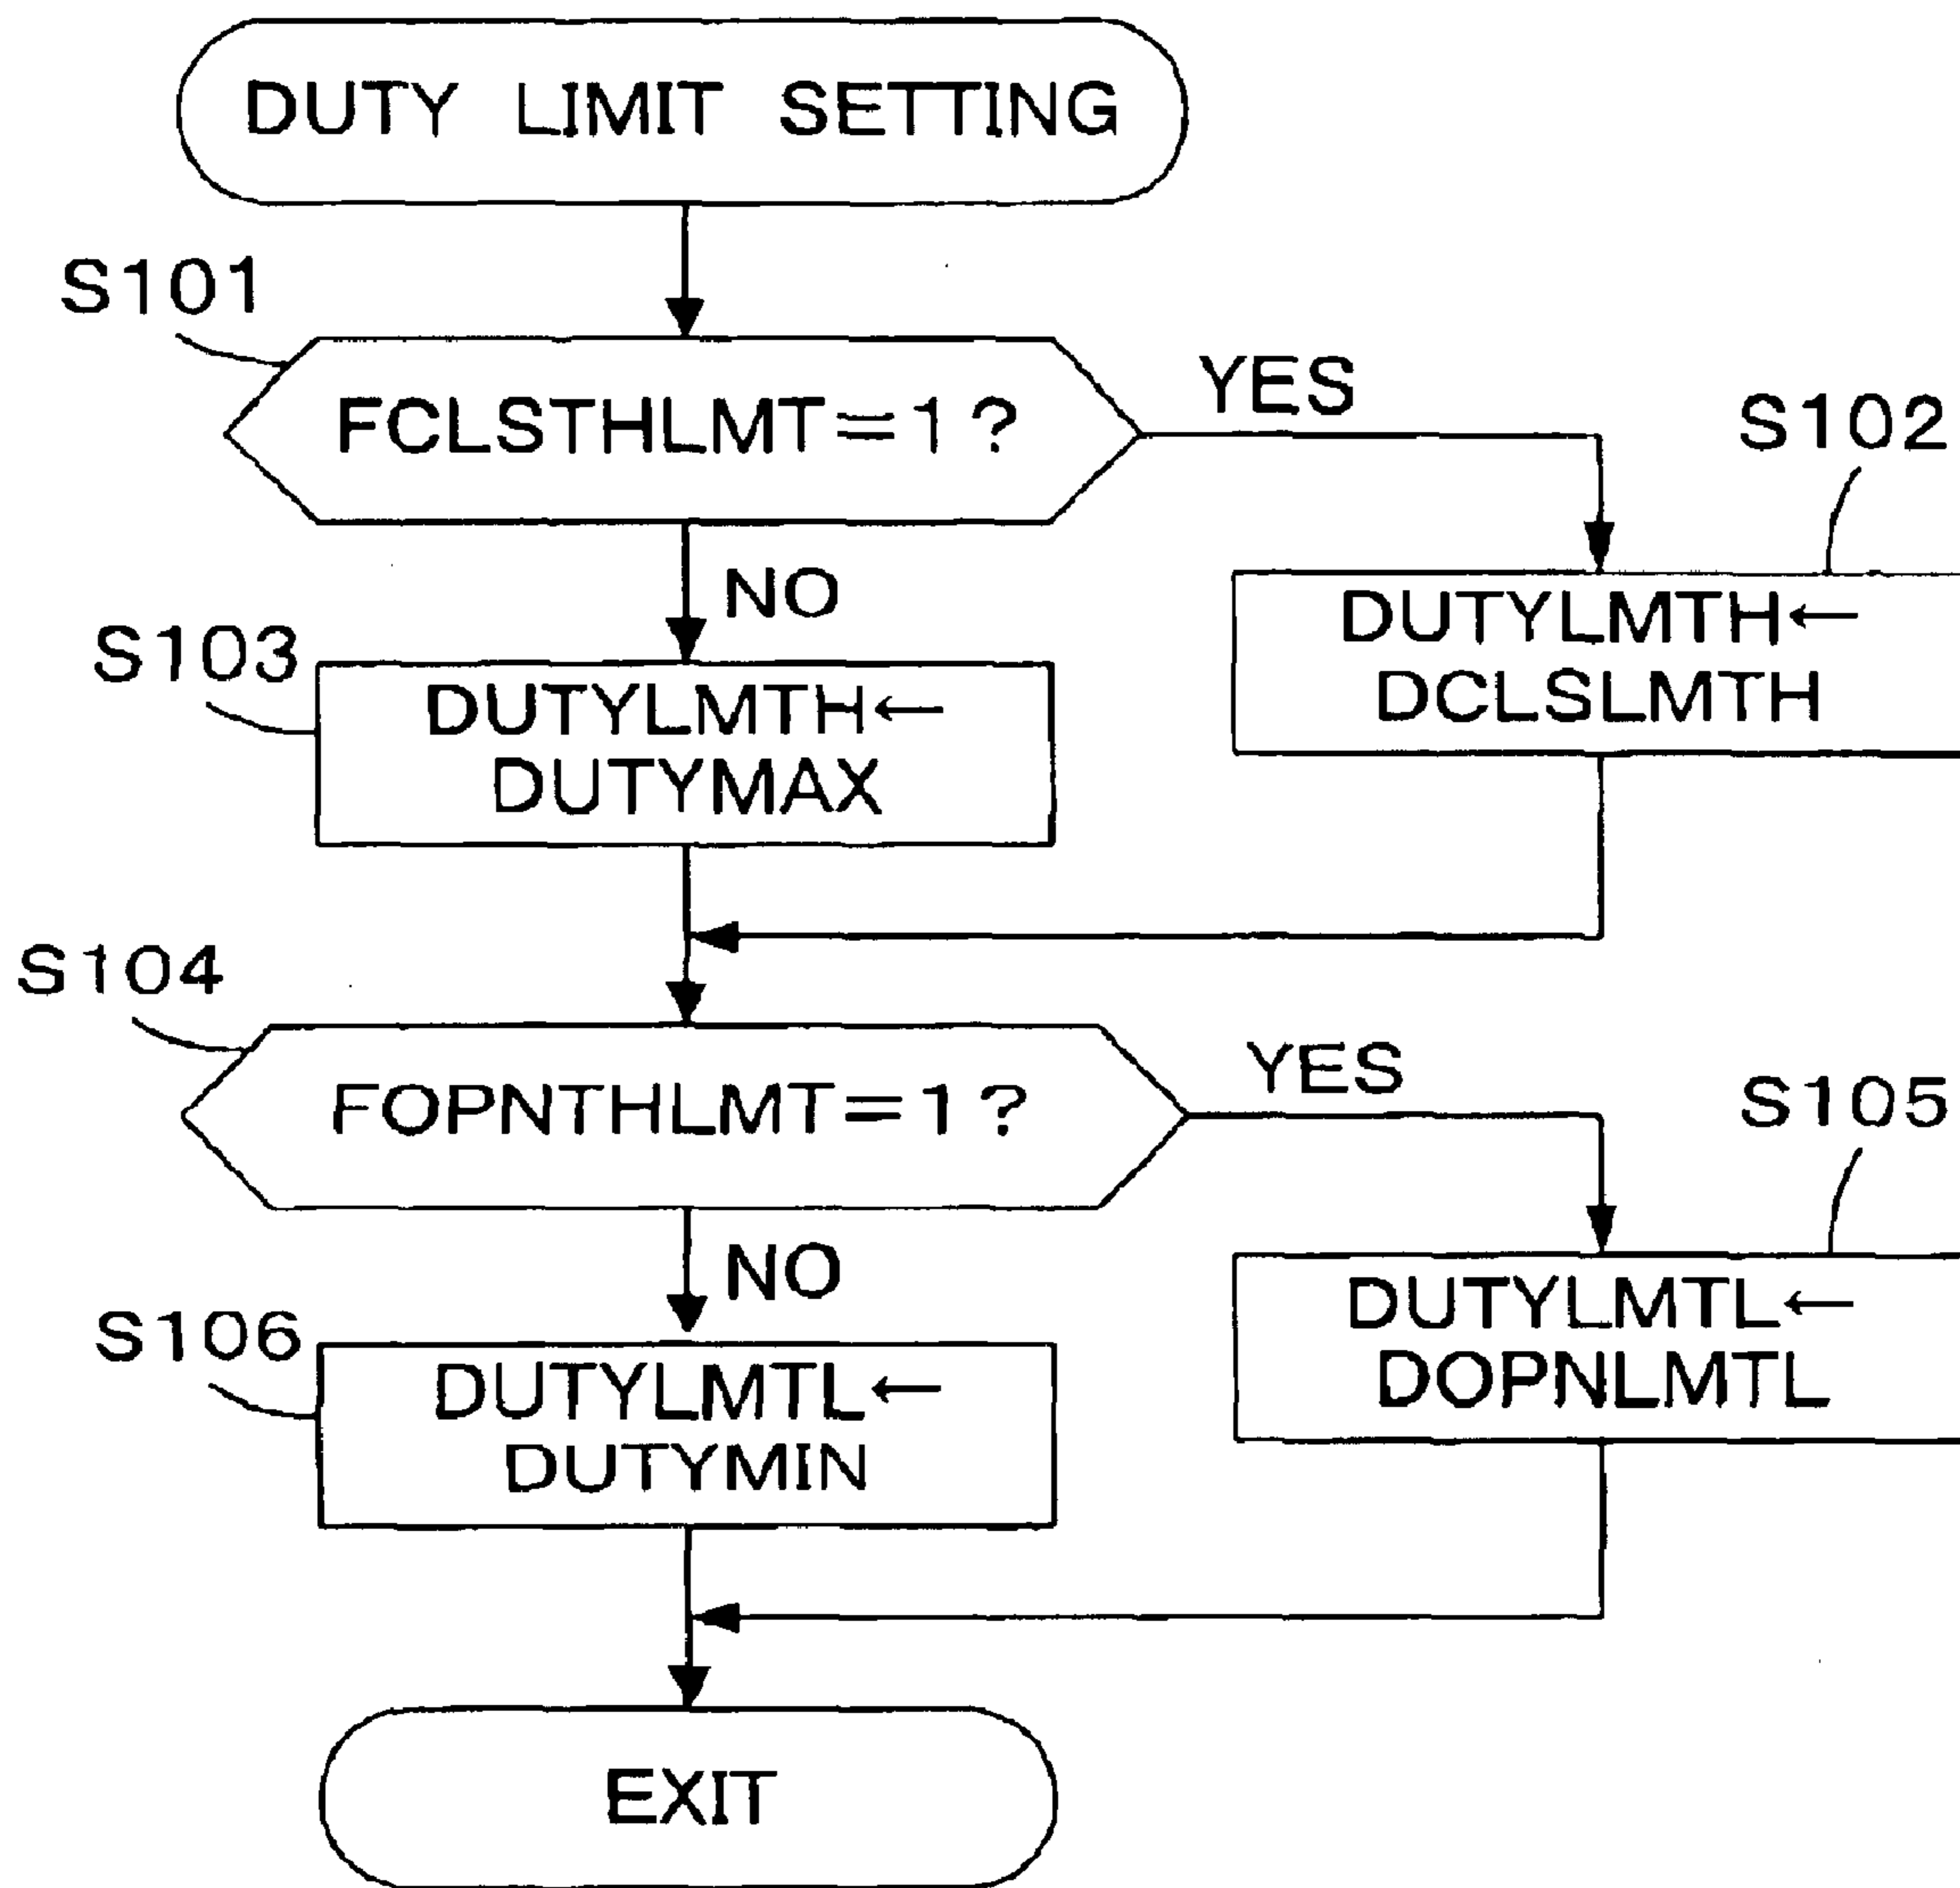 DUTY LIMIT SETTING
S101
FCLSTHLMT=1?
YES
S102
DUTYLMTH←
DCLSLMTH
NO
S103
DUTYLMTH←
DUTYMAX
S104
FOPNTHLMT=1?
YES
S105
DUTYLMTL←
DOPNLMTL
NO
S106
DUTYLMTL←
DUTYMIN
EXIT